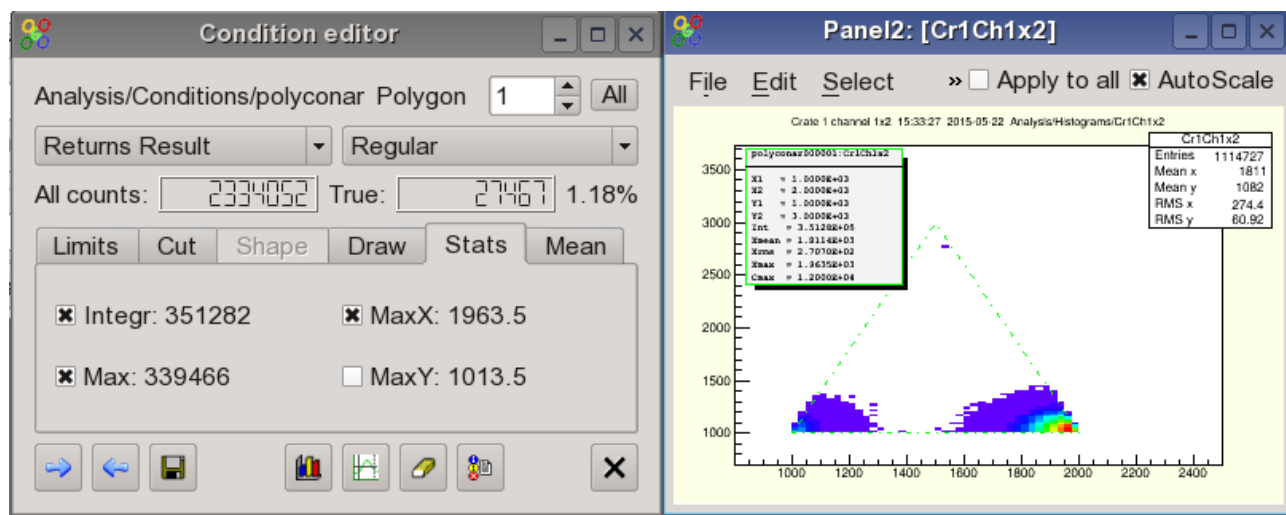 Condition editor
Analysis/Conditions/polyconar Polygon 1 All
Returns Result Regular
All counts: 2334052 True: 27467 1.18%
Limits Cut Shape Draw Stats Mean
Integr: 351282 MaxX: 1963.5
Max: 339466 MaxY: 1013.5
Panel2: [Cr1Ch1x2]
File Edit Select » Apply to all AutoScale
Crate 1 channel 1x2 15:33:27 2015-05-22 Analysis/Histograms/Cr1Ch1x2
polyconar000001:Cr1Ch1x2
X1 = 1.0000E+03
X2 = 2.0000E+03
Y1 = 1.0000E+03
Y2 = 3.0000E+03
Int = 3.5128E+05
Xmean = 1.8114E+03
Xrms = 2.7070E+02
Xmax = 1.9635E+03
Cmax = 1.2000E+04
Cr1Ch1x2
Entries 1114727
Mean x 1811
Mean y 1082
RMS x 274.4
RMS y 60.92
3500
3000
2500
2000
1500
1000
1000 1200 1400 1600 1800 2000 2200 2400